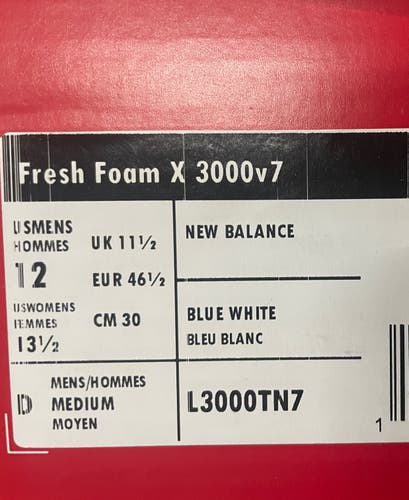 Fresh Foam X 3000v7
USMENS
HOMMES
12
UK 11½
EUR 46½
USWOMENS
FEMMES
13½
CM 30
NEW BALANCE
BLUE WHITE
BLEU BLANC
D
MENS/HOMMES
MEDIUM
MOYEN
L3000TN7
1